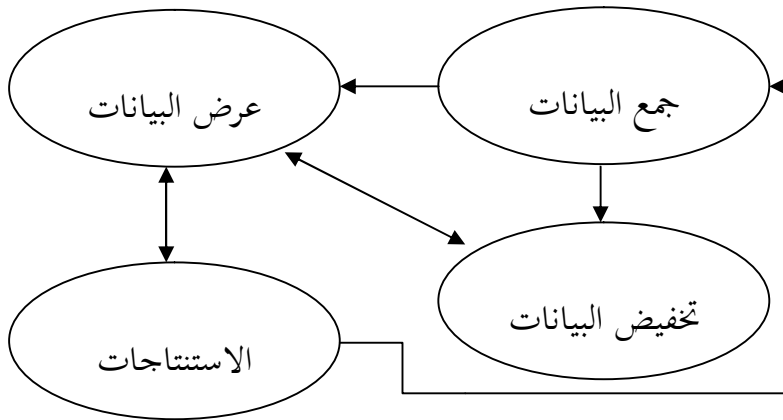 جمع البيانات
عرض البيانات
تخفيض البيانات
الاستنتاجات